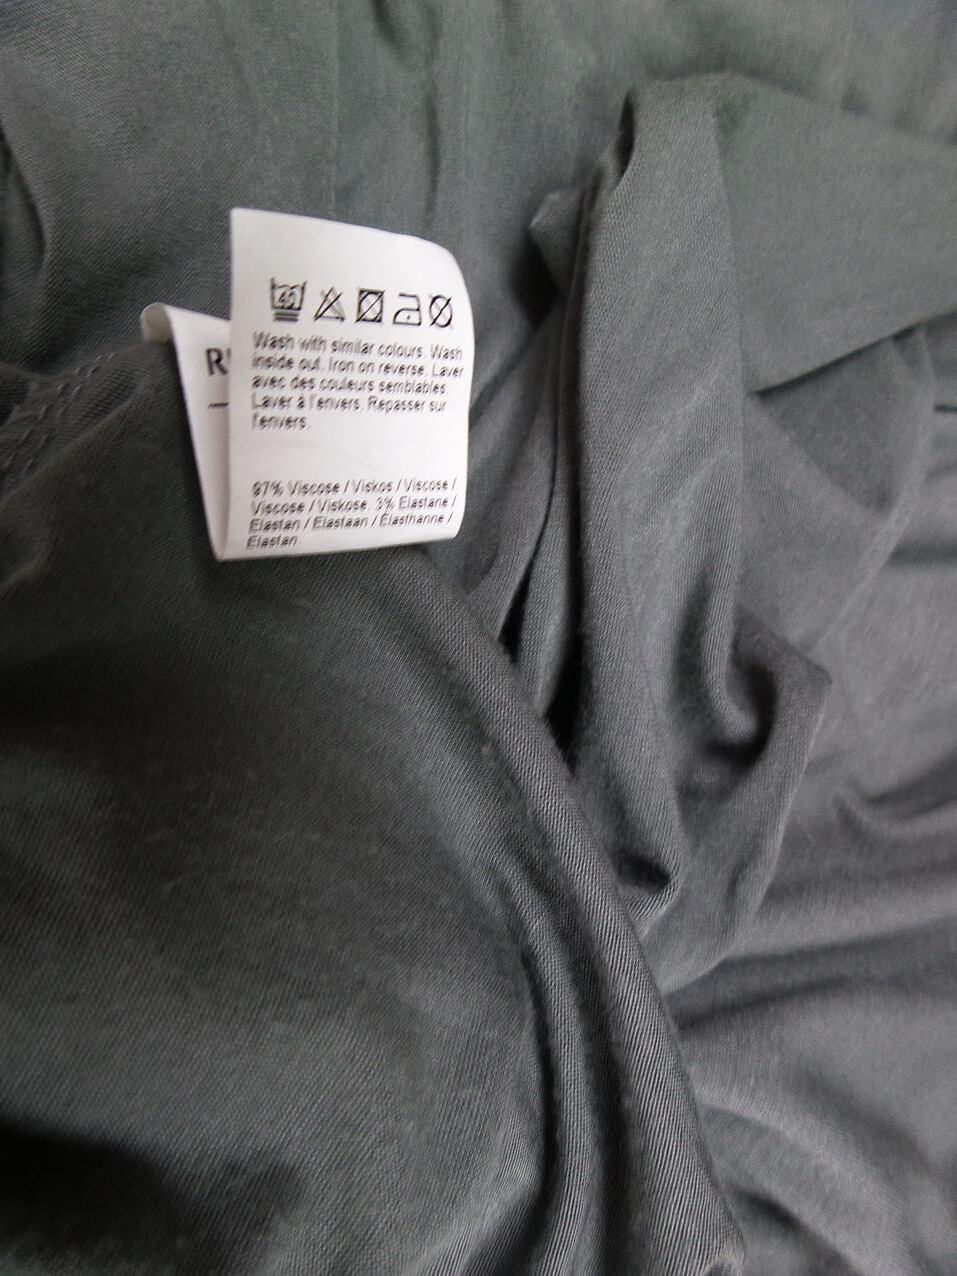 40
Wash with similar colours. Wash
inside out. Iron on reverse. Laver
avec des couleurs semblables.
Laver à l'envers. Repasser sur
l'envers.
97% Viscose / Viskos / Viscose /
Viscose / Viskose. 3% Elastane /
Elastan / Elastaan / Élasthanne /
Elastan